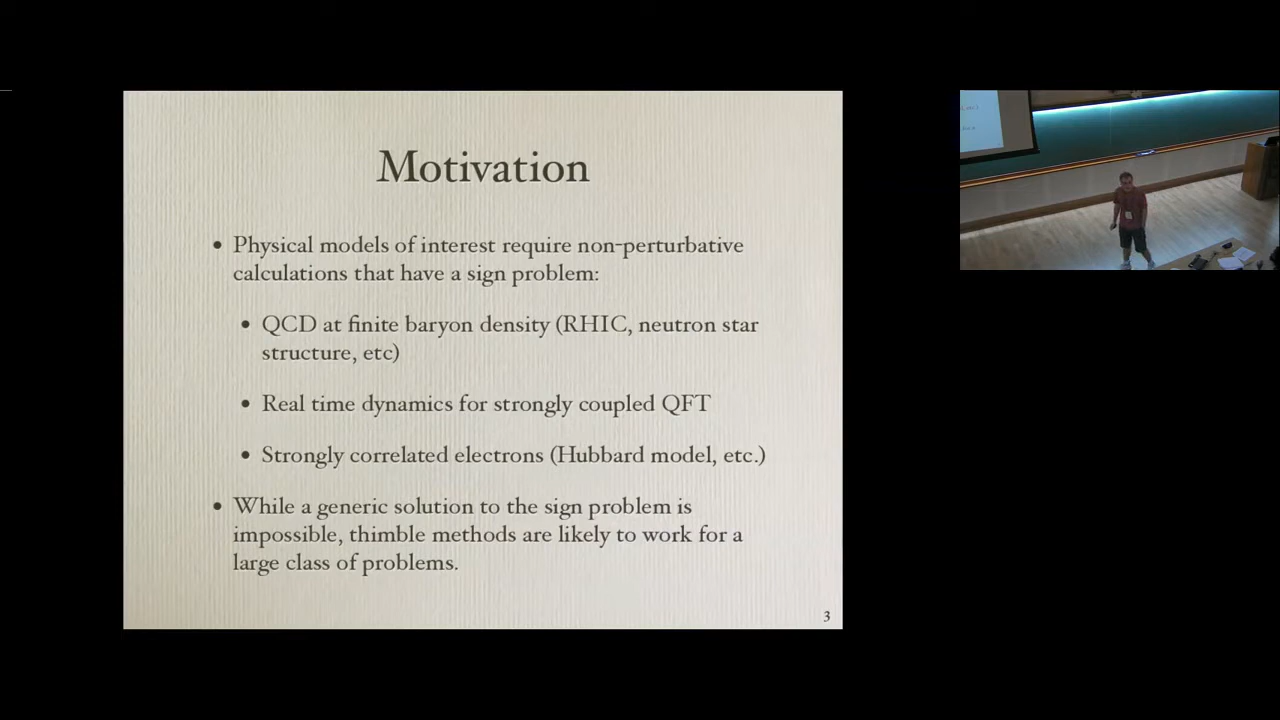 Motivation
• Physical models of interest require non-perturbative
calculations that have a sign problem:
• QCD at finite baryon density (RHIC, neutron star
structure, etc)
• Real time dynamics for strongly coupled QFT
• Strongly correlated electrons (Hubbard model, etc.)
• While a generic solution to the sign problem is
impossible, thimble methods are likely to work for a
large class of problems.
3